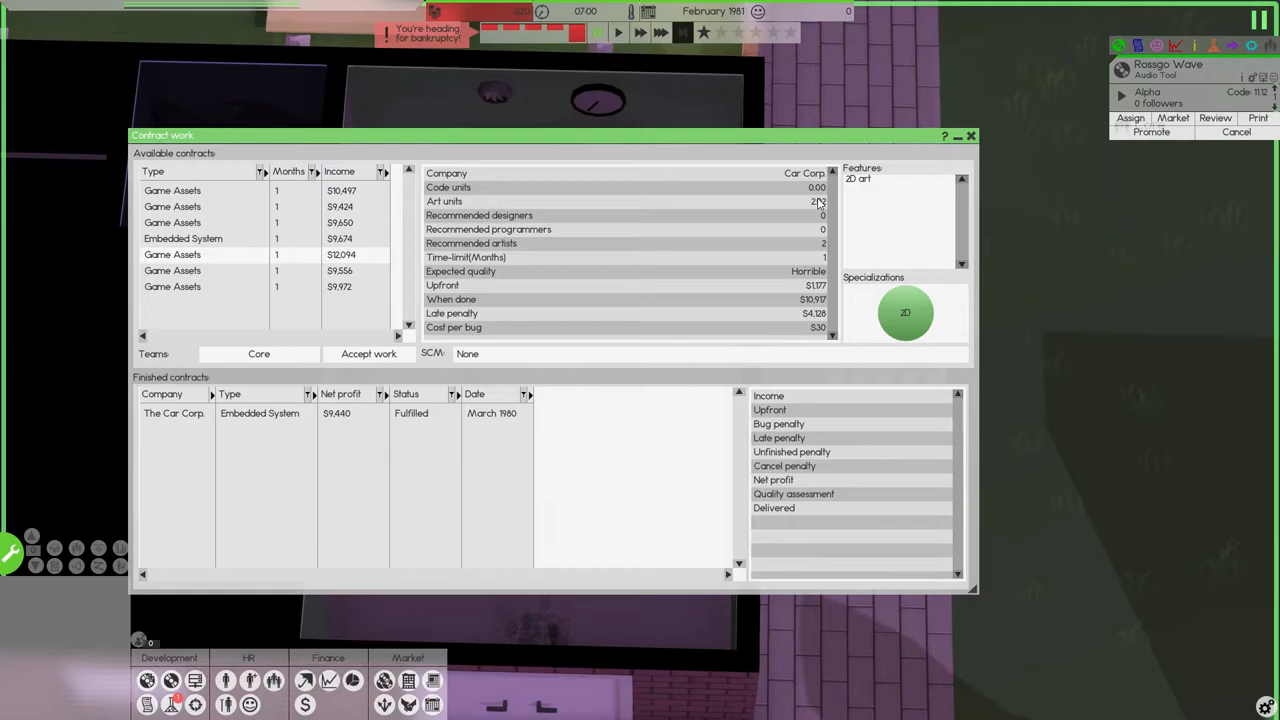 07:00
February 1981
0
You're heading
for bankruptcy!
Rossgo Wave
Audio Tool
Alpha
Code: 11.12
0 followers
Assign
Market
Review
Print
Promote
Cancel
Contract work
Available contracts:
Type Months Income
Game Assets 1 $10,497
Game Assets 1 $9,424
Game Assets 1 $9,650
Embedded System 1 $9,674
Game Assets 1 $12,094
Game Assets 1 $9,556
Game Assets 1 $9,972
Company Car Corp.
Code units 0.00
Art units
Recommended designers 0
Recommended programmers 0
Recommended artists 2
Time-limit(Months) 1
Expected quality Horrible
Upfront $1,177
When done $10,917
Late penalty $4,128
Cost per bug $30
Features:
2D art
Specializations
2D
Teams: Core Accept work SCM: None
Finished contracts:
Company Type Net profit Status Date
The Car Corp. Embedded System $9,440 Fulfilled March 1980
Income
Upfront
Bug penalty
Late penalty
Unfinished penalty
Cancel penalty
Net profit
Quality assessment
Delivered
0
0
Development HR Finance Market
1